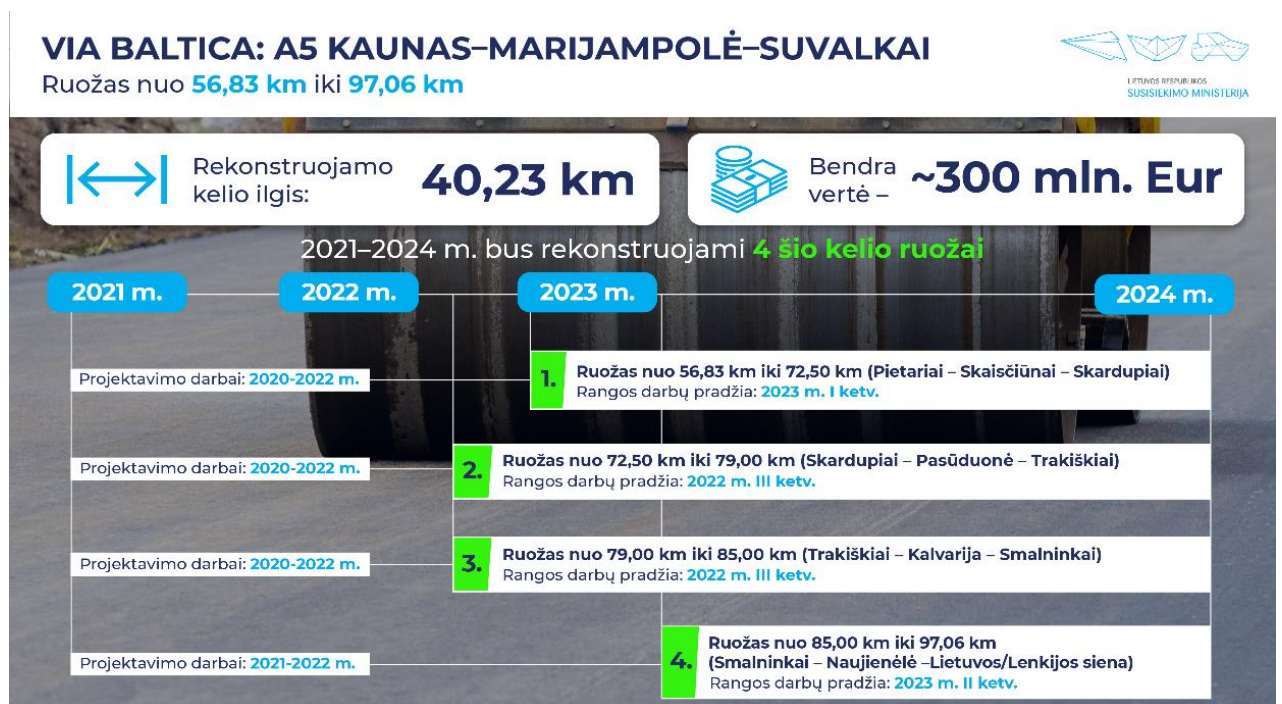 VIA BALTICA: A5 KAUNAS–MARIJAMPOLĖ–SUVALKAI
Ruožas nuo 56,83 km iki 97,06 km
LIETUVOS RESPUBLIKOS
SUSISIEKIMO MINISTERIJA
Rekonstruojamo
kelio ilgis:
40,23 km
Bendra
vertė –
~300 mln. Eur
2021–2024 m. bus rekonstruojami 4 šio kelio ruožai
2021 m.
2022 m.
2023 m.
2024 m.
Projektavimo darbai: 2020-2022 m.
1.
Ruožas nuo 56,83 km iki 72,50 km (Pietariai – Skaisčiūnai – Skardupiai)
Rangos darbų pradžia: 2023 m. I ketv.
Projektavimo darbai: 2020-2022 m.
2.
Ruožas nuo 72,50 km iki 79,00 km (Skardupiai – Pasūduonė – Trakiškiai)
Rangos darbų pradžia: 2022 m. III ketv.
Projektavimo darbai: 2020-2022 m.
3.
Ruožas nuo 79,00 km iki 85,00 km (Trakiškiai – Kalvarija – Smalninkai)
Rangos darbų pradžia: 2022 m. III ketv.
Projektavimo darbai: 2021-2022 m.
4.
Ruožas nuo 85,00 km iki 97,06 km
(Smalninkai – Naujienėlė –Lietuvos/Lenkijos siena)
Rangos darbų pradžia: 2023 m. II ketv.